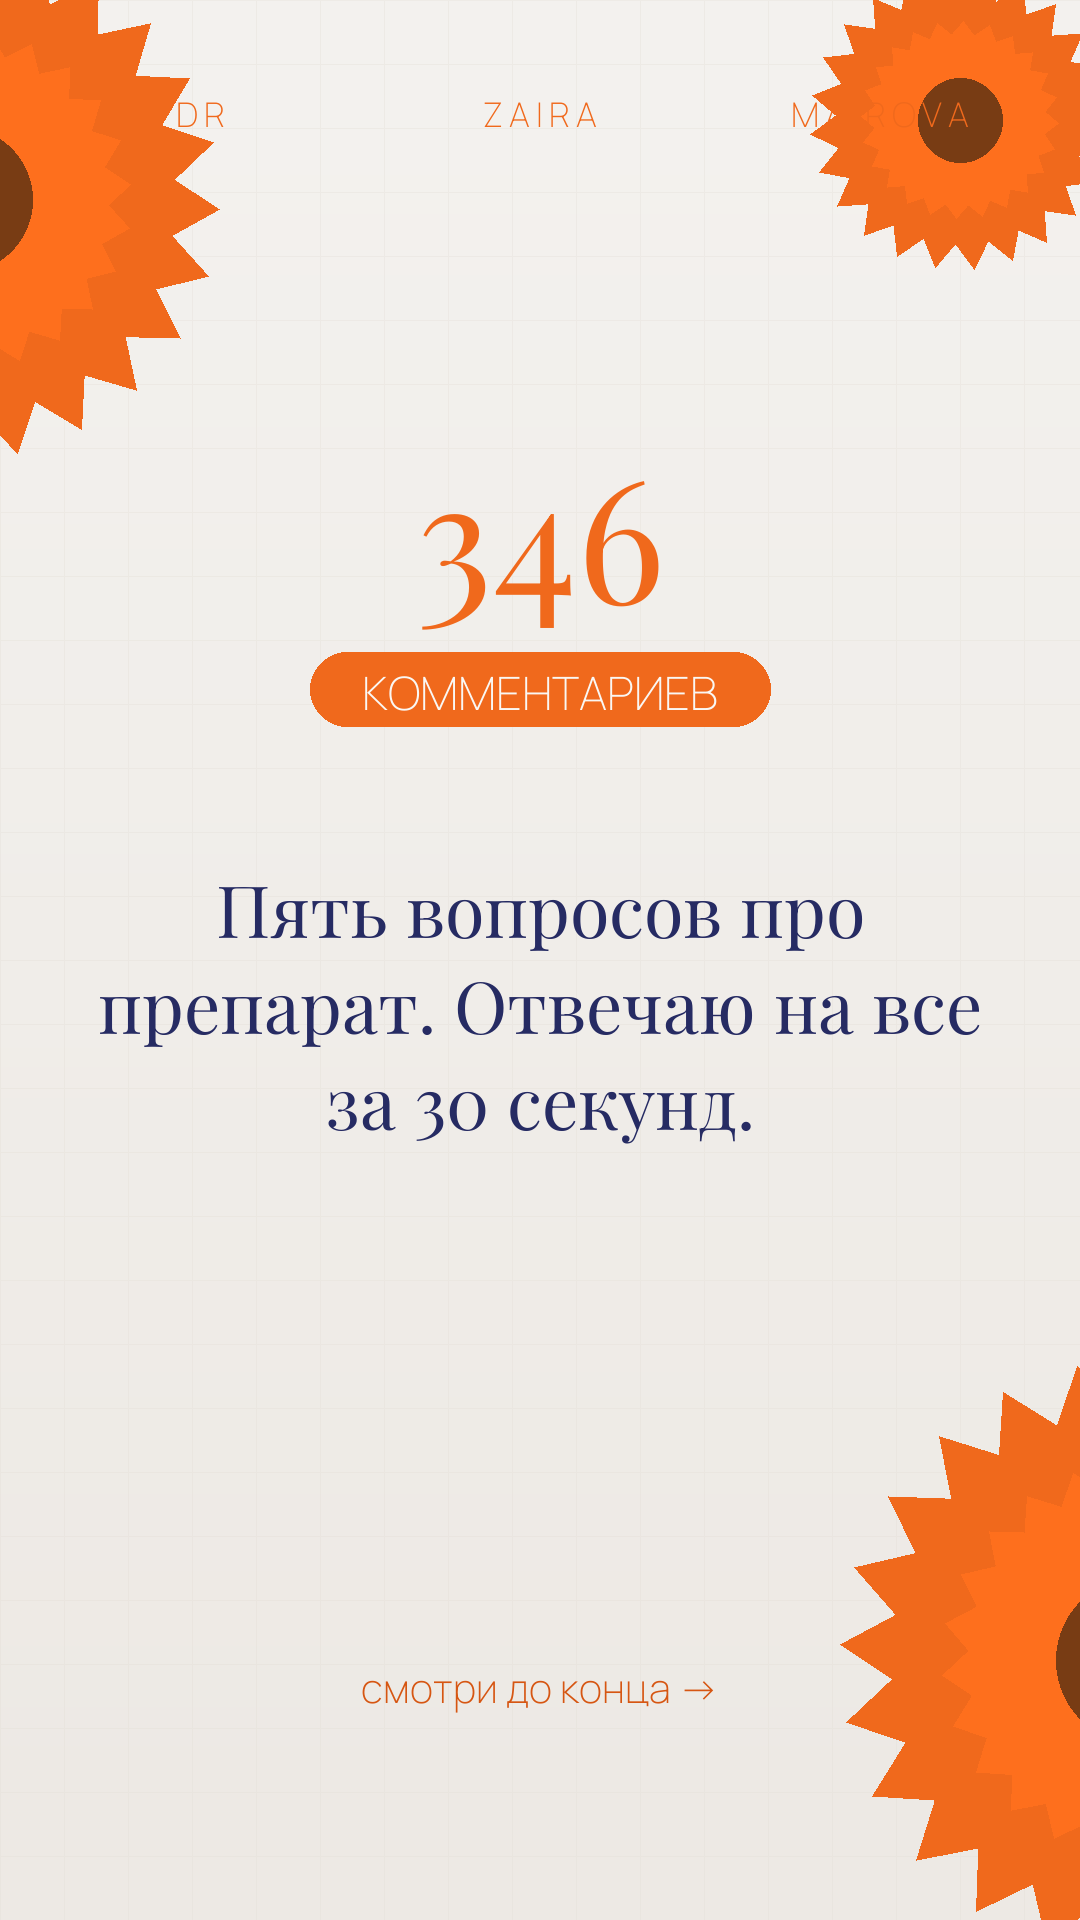 DR ZAIRA
346
КОММЕНТАРИЕВ
Пять вопросов про
препарат. Отвечаю на все
за 30 секунд.
смотри до конца →